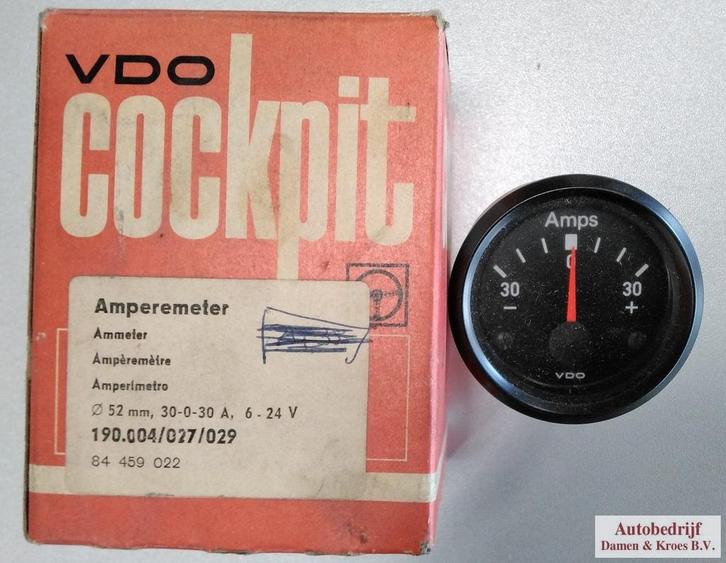 VDO
cockpit
Amperemeter
Ammeter
Ampèremètre
Amperímetro
Ø 52 mm, 30-0-30 A, 6 - 24 V
190.004/027/029
84 459 022
Amps
0
30 30
- +
VDO
Autobedrijf
Damen & Kroes B.V.